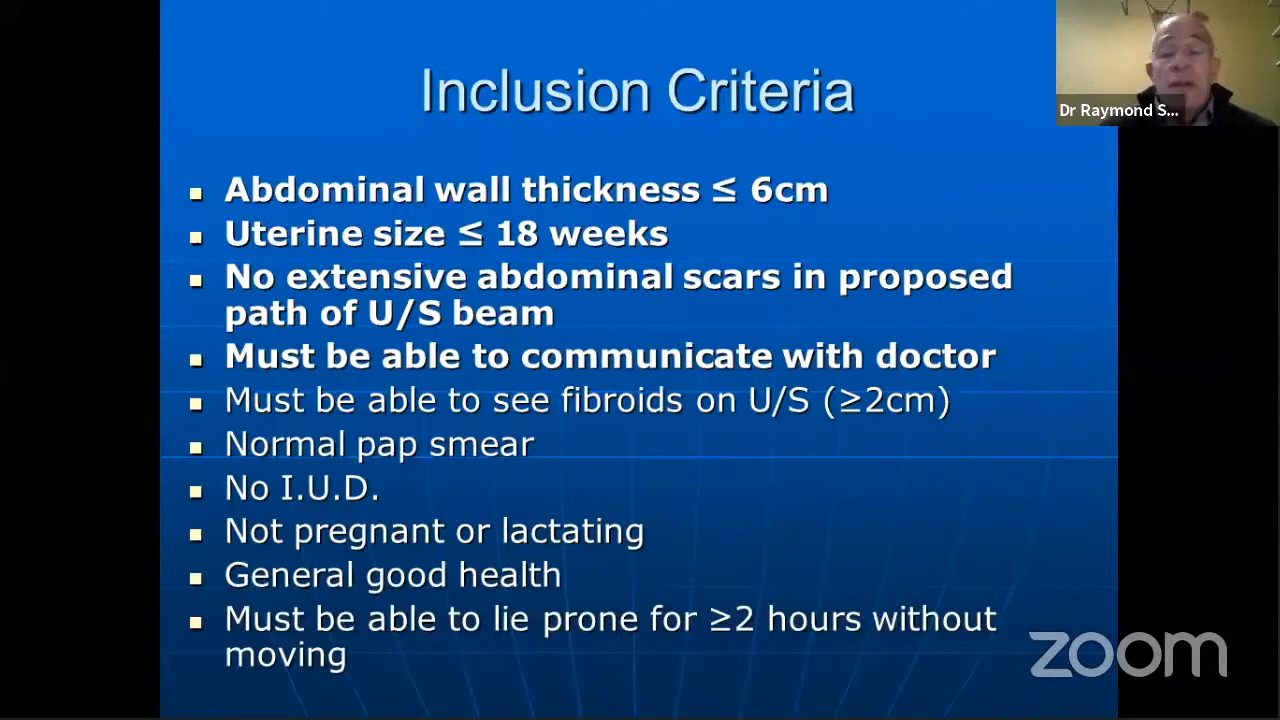 Inclusion Criteria
Dr Raymond S...
Abdominal wall thickness ≤ 6cm
Uterine size ≤ 18 weeks
No extensive abdominal scars in proposed
path of U/S beam
Must be able to communicate with doctor
Must be able to see fibroids on U/S (≥2cm)
Normal pap smear
No I.U.D.
Not pregnant or lactating
General good health
Must be able to lie prone for ≥2 hours without
moving
zoom